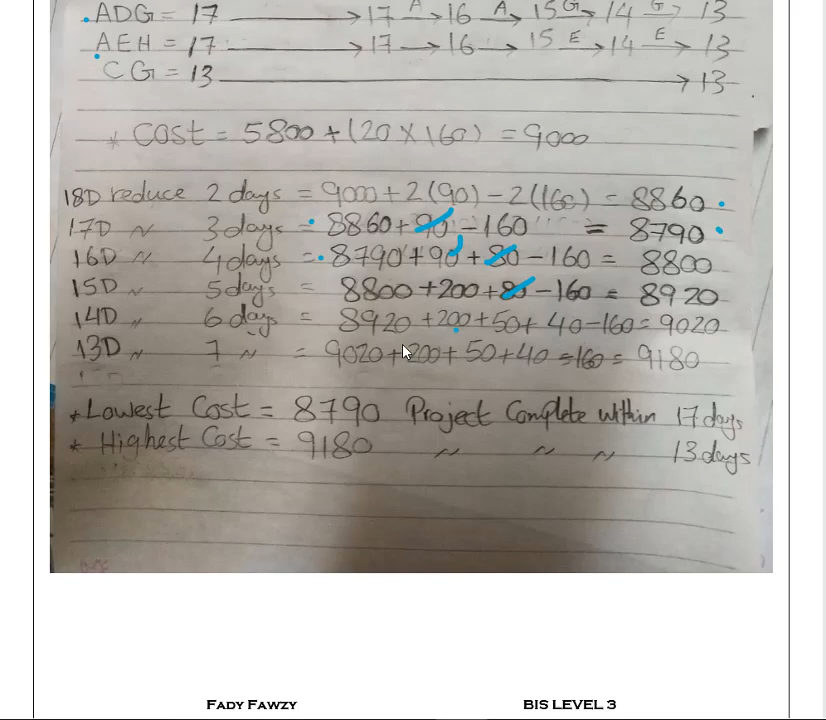 .ADG = 17 → 17 A→ 16 A→ 15 G→ 14 G→ 13
AEH = 17 → 17 → 16 → 15 E→ 14 E→ 13
CG = 13 → 13
* Cost = 5800 + (20 × 160) = 9000
18D reduce 2 days = 9000 + 2(90) - 2(160) = 8860
17D 〃 3 days = 8860 + 90 - 160 = 8790
16D 〃 4 days = 8790 + 90 + 80 - 160 = 8800
15D 〃 5 days = 8800 + 200 + 80 - 160 = 8920
14D 〃 6 days = 8920 + 200 + 50 + 40 - 160 = 9020
13D 〃 7 〃 = 9020 + 200 + 50 + 40 - 160 = 9180
* Lowest Cost = 8790 Project Complete within 17 days
* Highest Cost = 9180 〃 〃 〃 13 days
FADY FAWZY BIS LEVEL 3